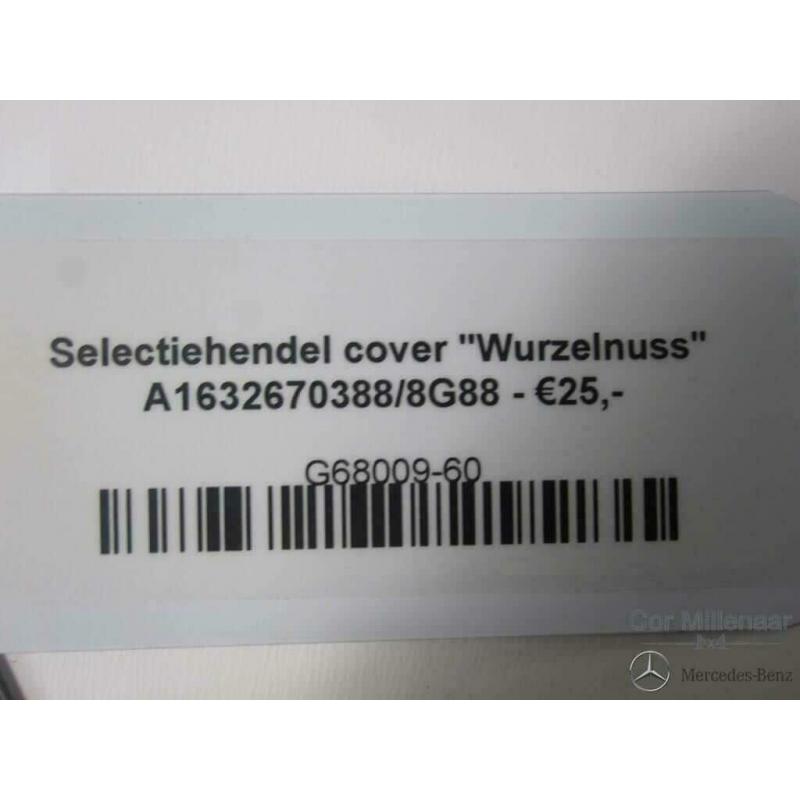 Selectiehendel cover "Wurzelnuss"
A1632670388/8G88 - €25,-
G68009-60
Cor Millenaar
4x4
Mercedes-Benz